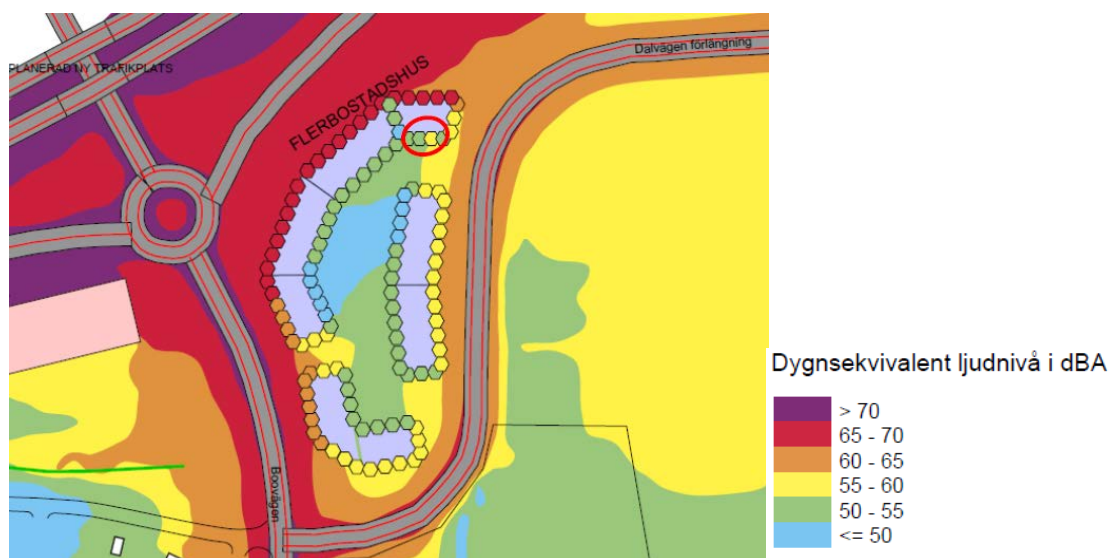 PLANERAD NY TRAFIKPLATS
FLERBOSTADSHUS
Dalvägen förlängning
Boovägen
Dygnsekvivalent ljudnivå i dBA
> 70
65 - 70
60 - 65
55 - 60
50 - 55
<= 50